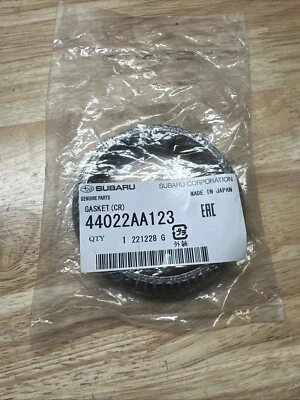 SUBARU
SUBARU CORPORATION
GENUINE PARTS
MADE IN JAPAN
GASKET (CR)
44022AA123
EAC
QTY 1 221228 G
外装